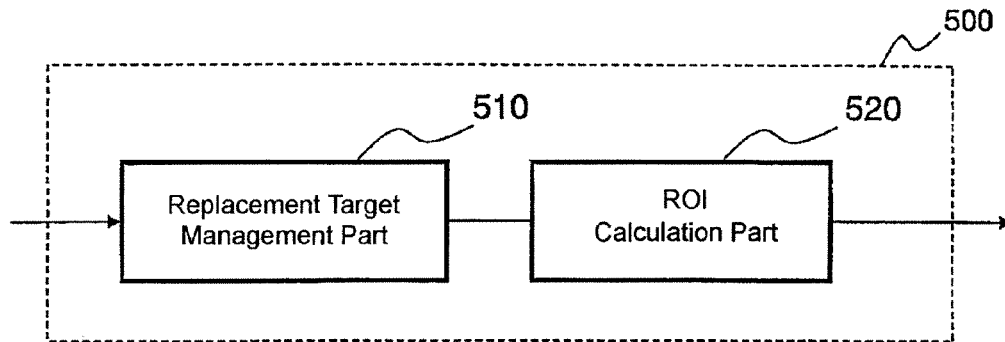 500
510
520
Replacement Target
Management Part
ROI
Calculation Part